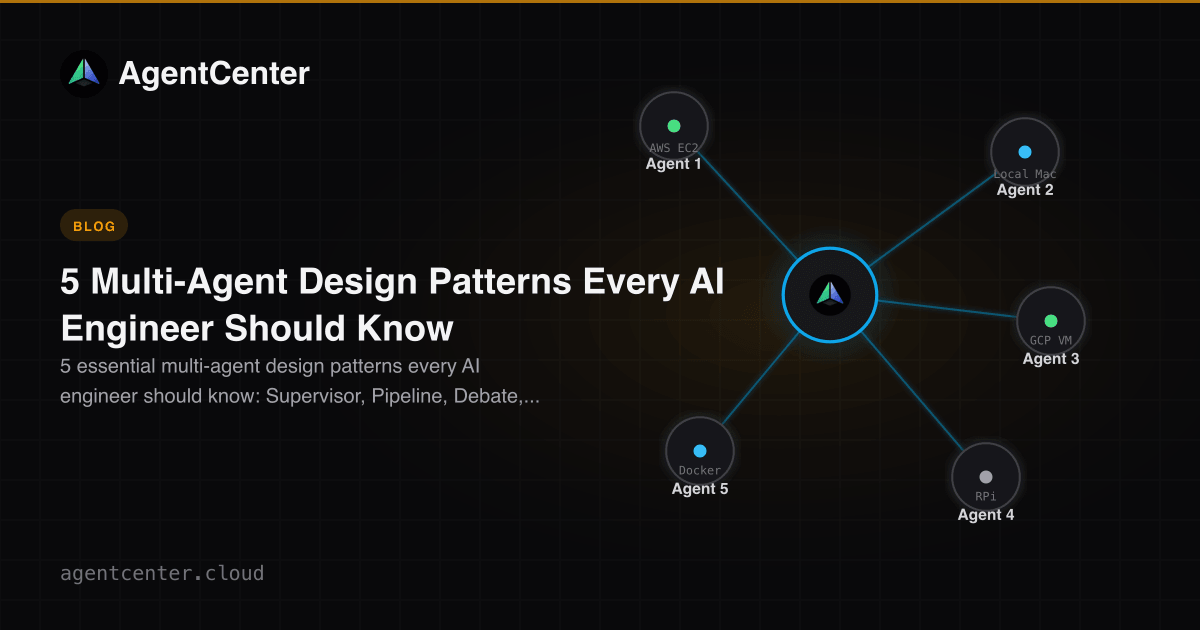 AgentCenter
BLOG
5 Multi-Agent Design Patterns Every AI
Engineer Should Know
5 essential multi-agent design patterns every AI
engineer should know: Supervisor, Pipeline, Debate,...
agentcenter.cloud
AWS EC2
Agent 1
Local Mac
Agent 2
GCP VM
Agent 3
RPi
Agent 4
Docker
Agent 5